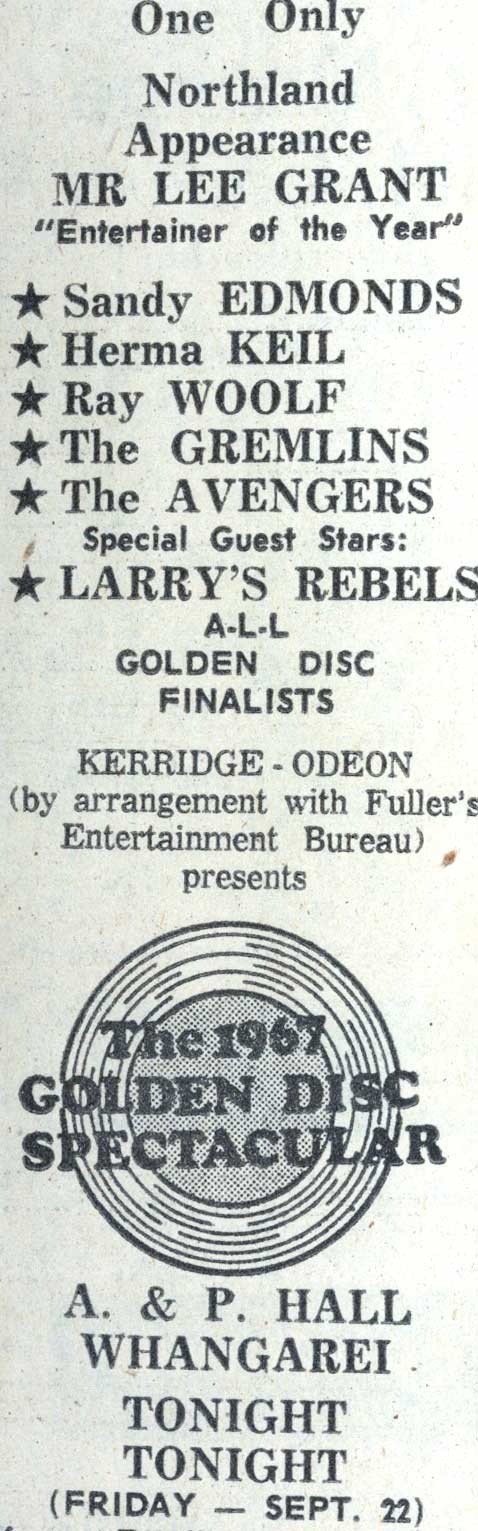 One Only
Northland
Appearance
MR LEE GRANT
"Entertainer of the Year"
★ Sandy EDMONDS
★ Herma KEIL
★ Ray WOOLF
★ The GREMLINS
★ The AVENGERS
Special Guest Stars:
★ LARRY'S REBELS
A-L-L
GOLDEN DISC
FINALISTS
KERRIDGE - ODEON
(by arrangement with Fuller's
Entertainment Bureau)
presents
The 1967
GOLDEN DISC
SPECTACULAR
A. & P. HALL
WHANGAREI
TONIGHT
TONIGHT
(FRIDAY — SEPT. 22)